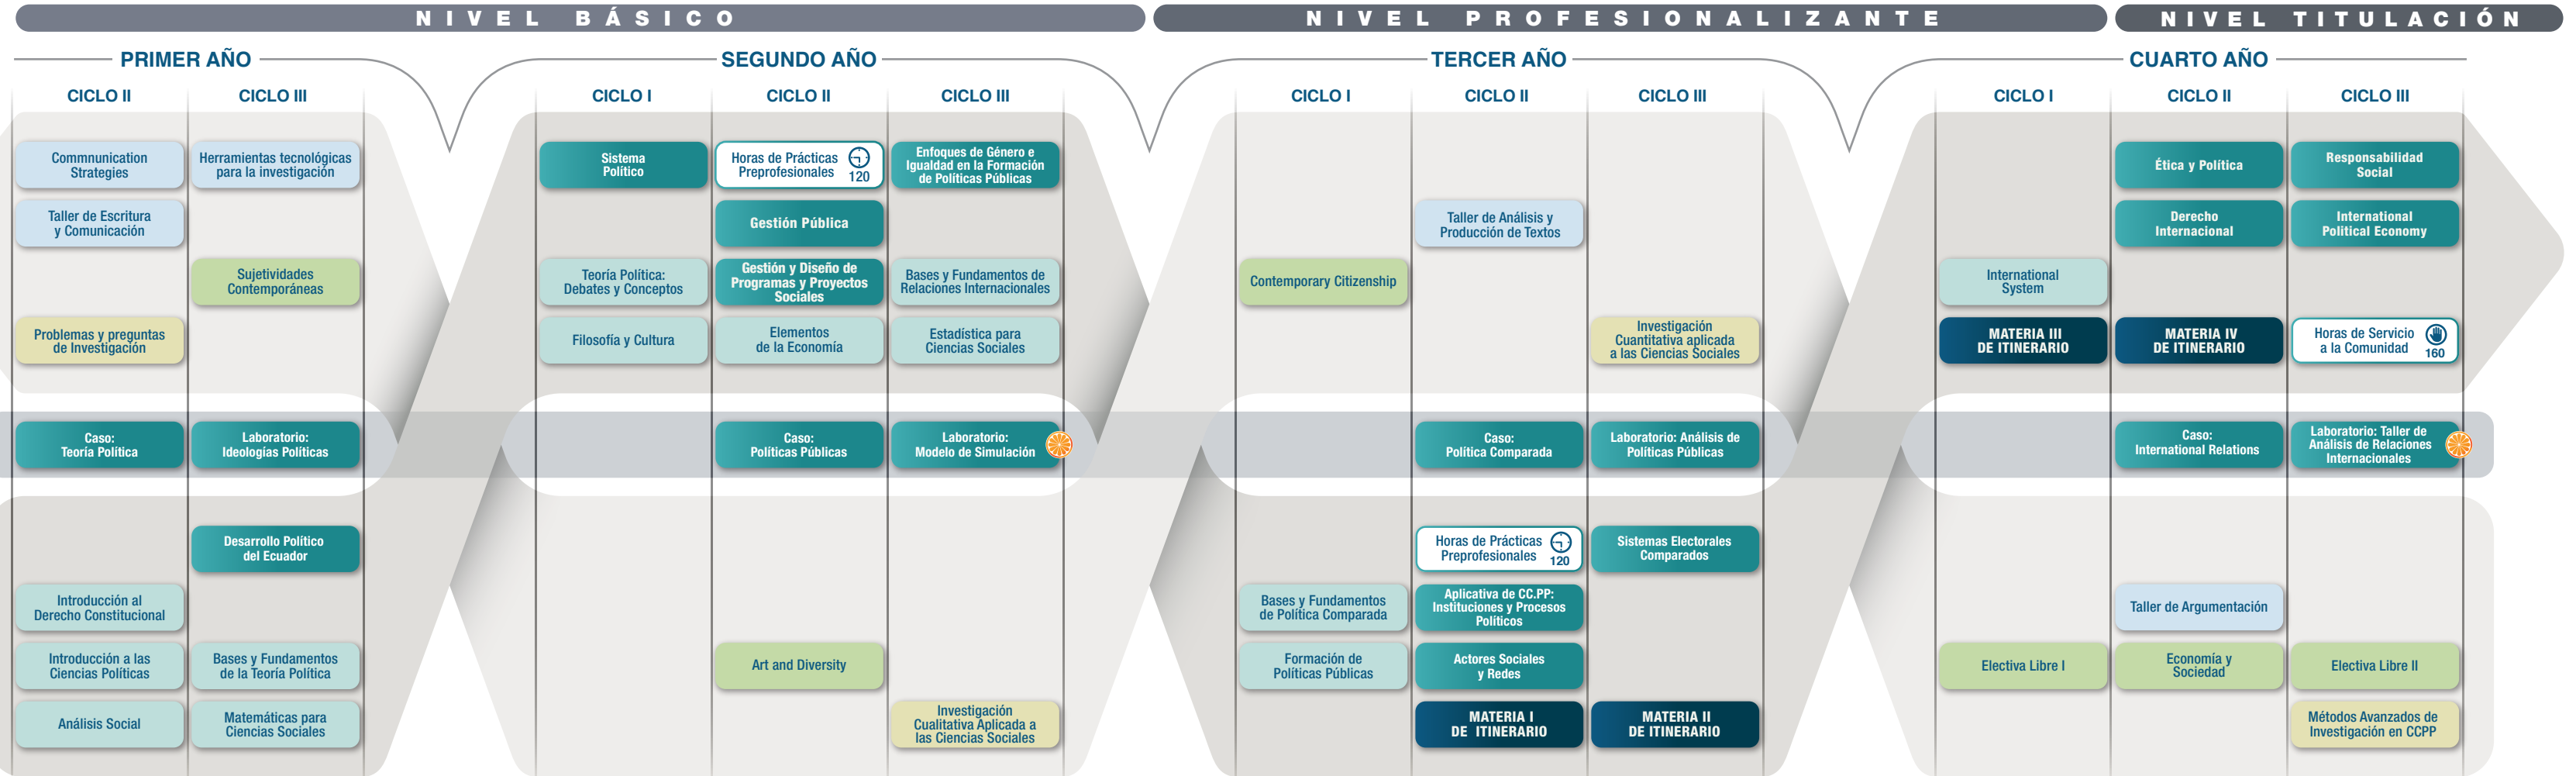 NIVEL BÁSICO
NIVEL PROFESIONALIZANTE
NIVEL TITULACIÓN
PRIMER AÑO
CICLO II
Commnunication
Strategies
Taller de Escritura
y Comunicación
Problemas y preguntas
de Investigación
Caso:
Teoría Política
Introducción al
Derecho Constitucional
Introducción a las
Ciencias Políticas
Análisis Social
CICLO III
Herramientas tecnológicas
para la investigación
Sujetividades
Contemporáneas
Laboratorio:
Ideologías Políticas
Desarrollo Político
del Ecuador
Bases y Fundamentos
de la Teoría Política
Matemáticas para
Ciencias Sociales
SEGUNDO AÑO
CICLO I
Sistema
Político
Teoría Política:
Debates y Conceptos
Filosofía y Cultura
CICLO II
Horas de Prácticas
Preprofesionales
120
Gestión Pública
Gestión y Diseño de
Programas y Proyectos
Sociales
Elementos
de la Economía
Caso:
Políticas Públicas
Art and Diversity
CICLO III
Enfoques de Género e
Igualdad en la Formación
de Políticas Públicas
Bases y Fundamentos de
Relaciones Internacionales
Estadística para
Ciencias Sociales
Laboratorio:
Modelo de Simulación
Investigación
Cualitativa Aplicada a
las Ciencias Sociales
TERCER AÑO
CICLO I
Contemporary Citizenship
Bases y Fundamentos
de Política Comparada
Formación de
Políticas Públicas
CICLO II
Taller de Análisis y
Producción de Textos
Caso:
Política Comparada
Horas de Prácticas
Preprofesionales
120
Aplicativa de CC.PP:
Instituciones y Procesos
Políticos
Actores Sociales
y Redes
MATERIA I
DE ITINERARIO
CICLO III
Investigación
Cuantitativa aplicada
a las Ciencias Sociales
Laboratorio: Análisis de
Políticas Públicas
Sistemas Electorales
Comparados
MATERIA II
DE ITINERARIO
CUARTO AÑO
CICLO I
International
System
MATERIA III
DE ITINERARIO
Electiva Libre I
CICLO II
Ética y Política
Derecho
Internacional
MATERIA IV
DE ITINERARIO
Caso:
International Relations
Taller de Argumentación
Economía y
Sociedad
CICLO III
Responsabilidad
Social
International
Political Economy
Horas de Servicio
a la Comunidad
160
Laboratorio: Taller de
Análisis de Relaciones
Internacionales
Electiva Libre II
Métodos Avanzados de
Investigación en CCPP